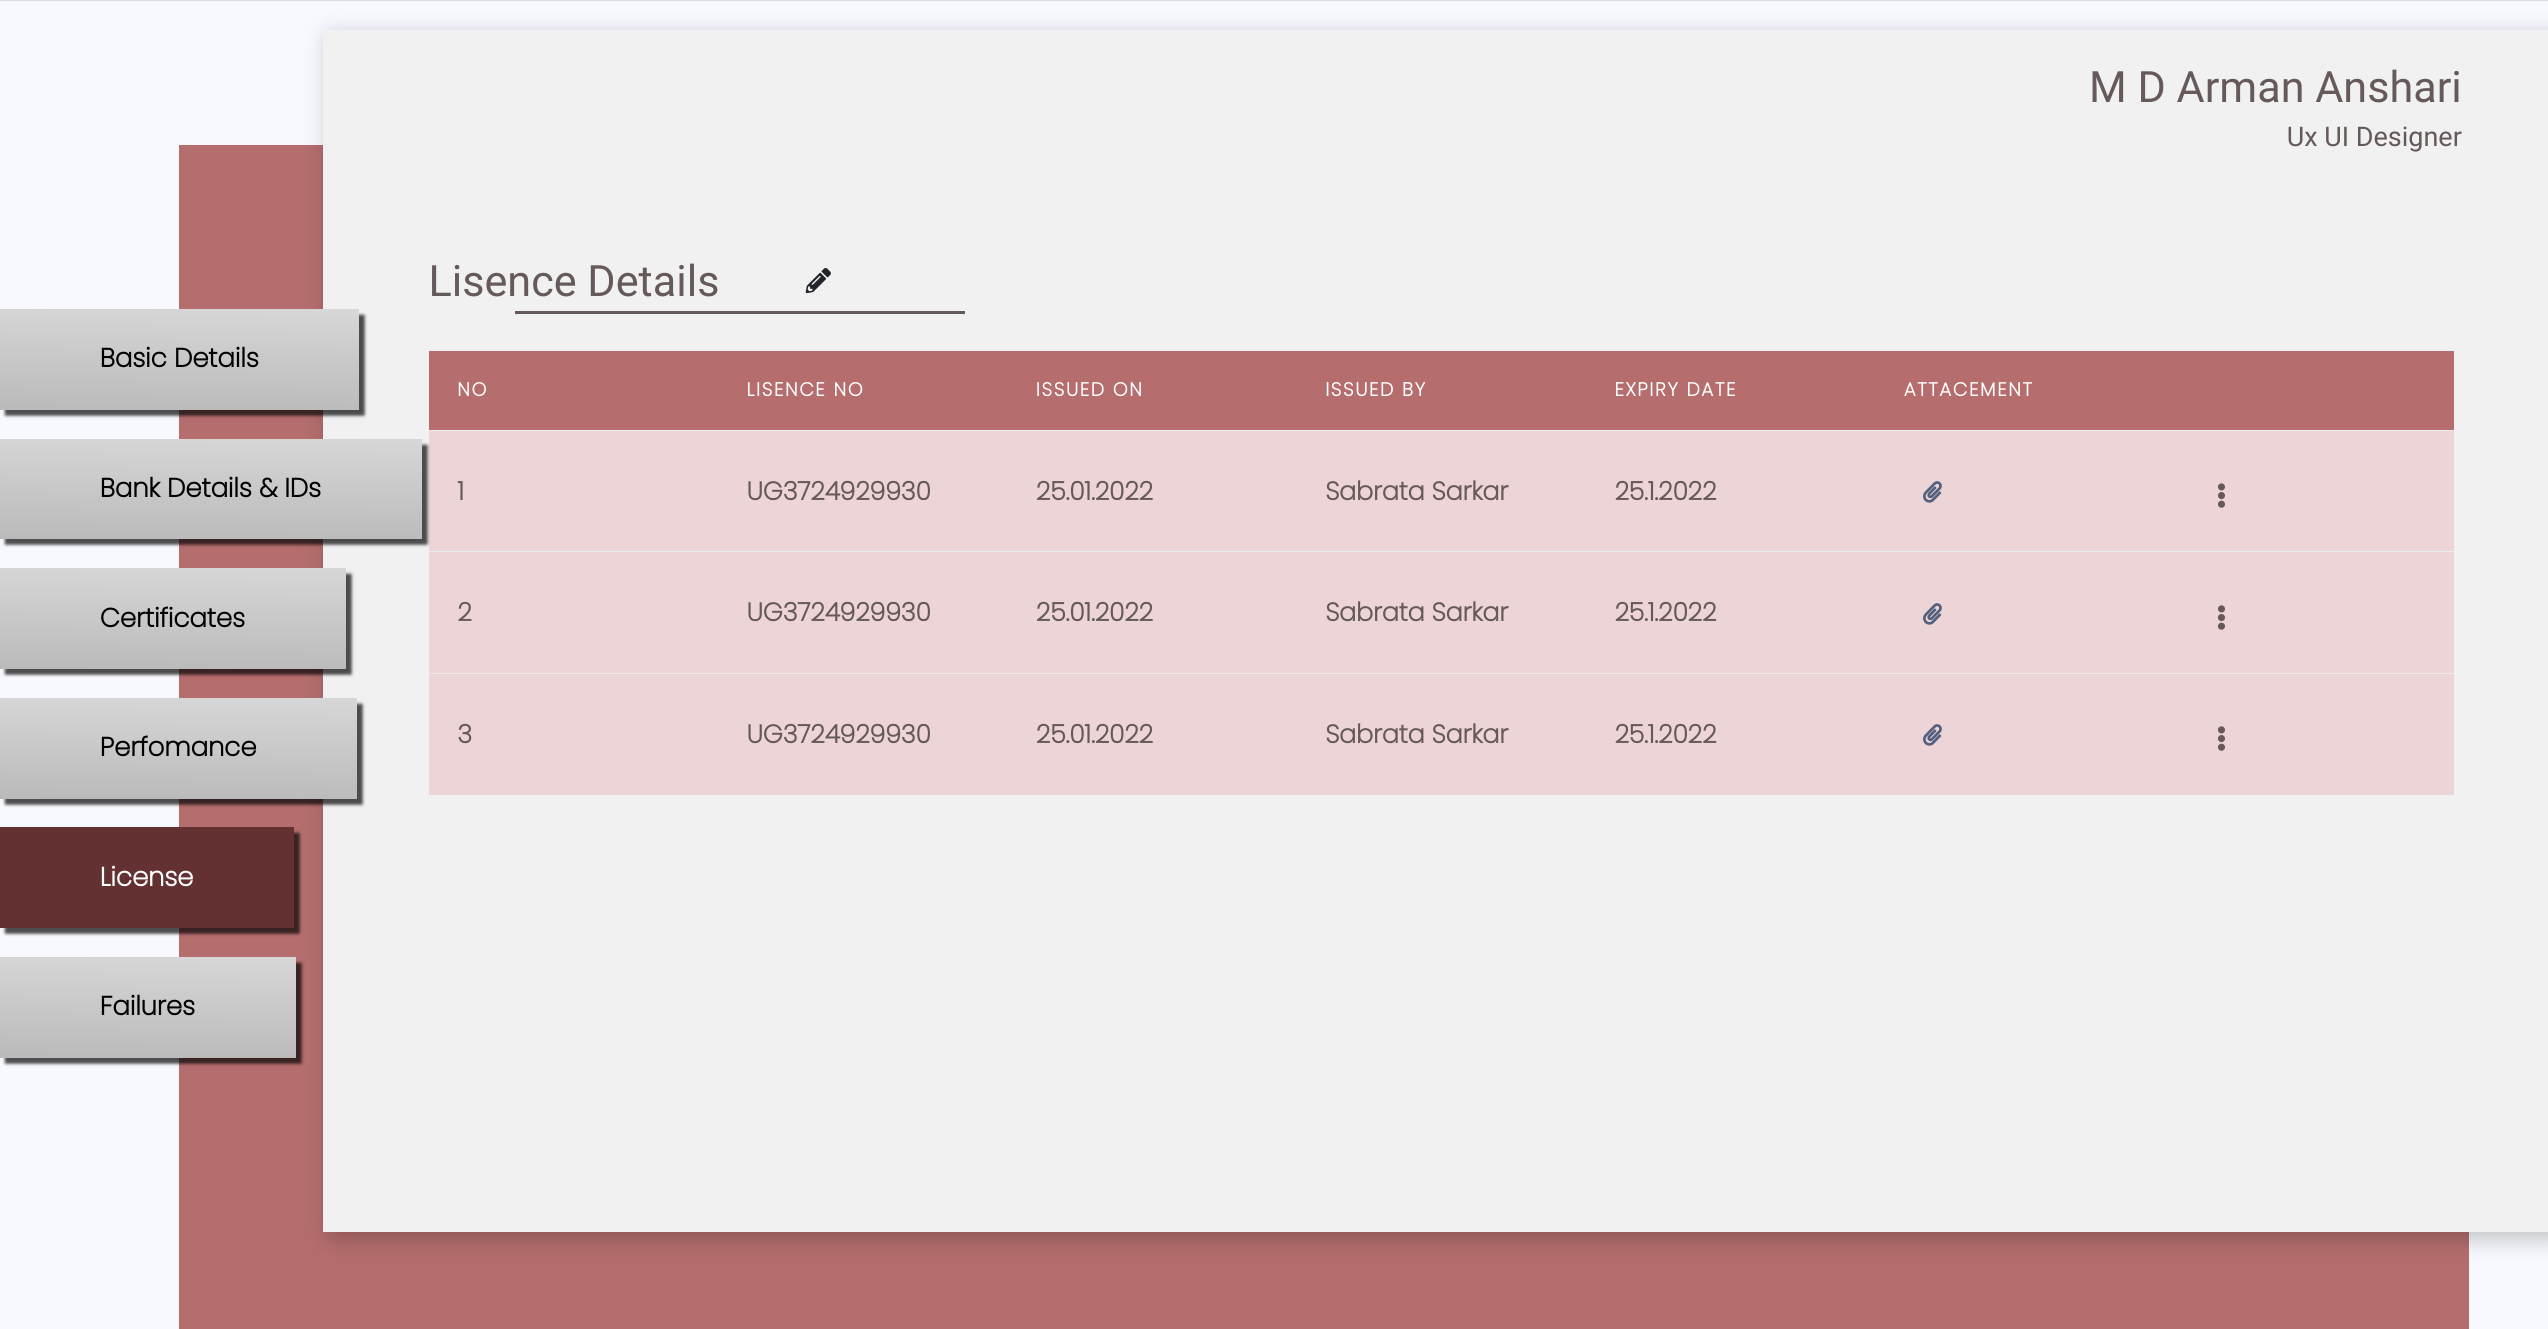 M D Arman Anshari
Ux UI Designer
Lisence Details
Basic Details
Bank Details & IDs
Certificates
Perfomance
License
Failures
NO LISENCE NO ISSUED ON ISSUED BY EXPIRY DATE ATTACEMENT
1 UG3724929930 25.01.2022 Sabrata Sarkar 25.1.2022
2 UG3724929930 25.01.2022 Sabrata Sarkar 25.1.2022
3 UG3724929930 25.01.2022 Sabrata Sarkar 25.1.2022